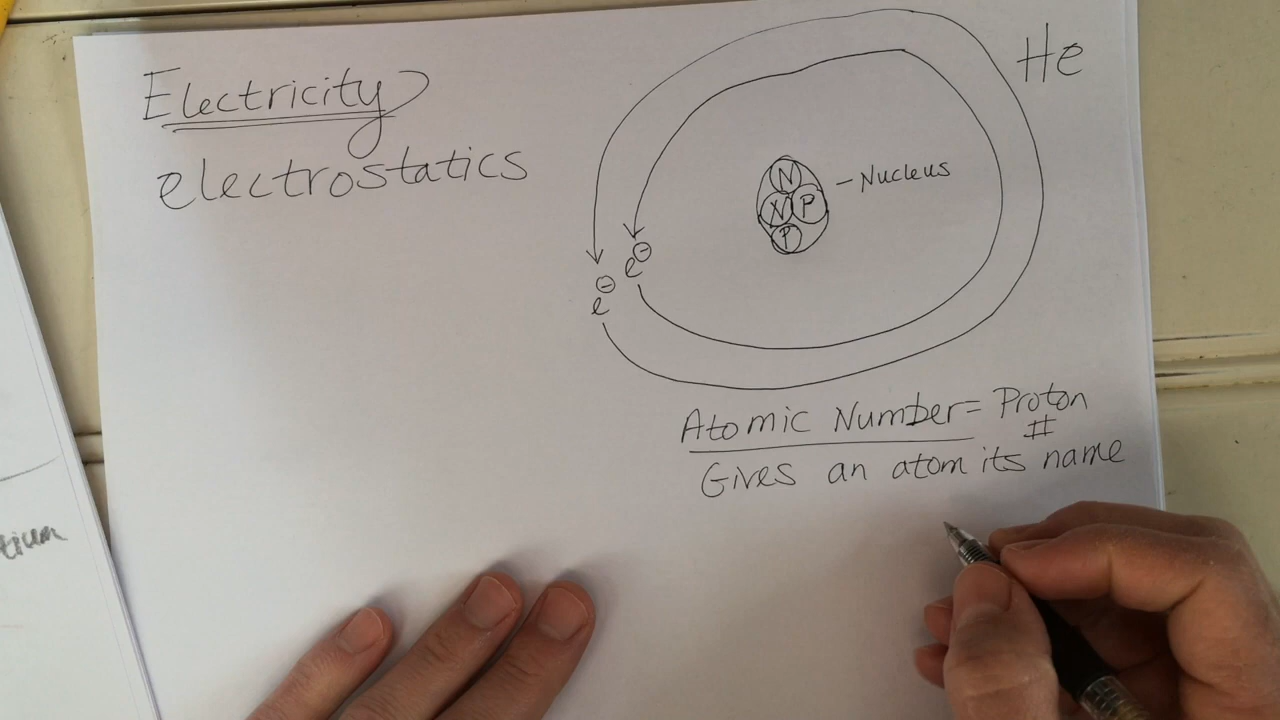 Electricity
electrostatics
He
N
N P
P
- Nucleus
e⊖
e⊖
Atomic Number = Proton
#
Gives an atom its name